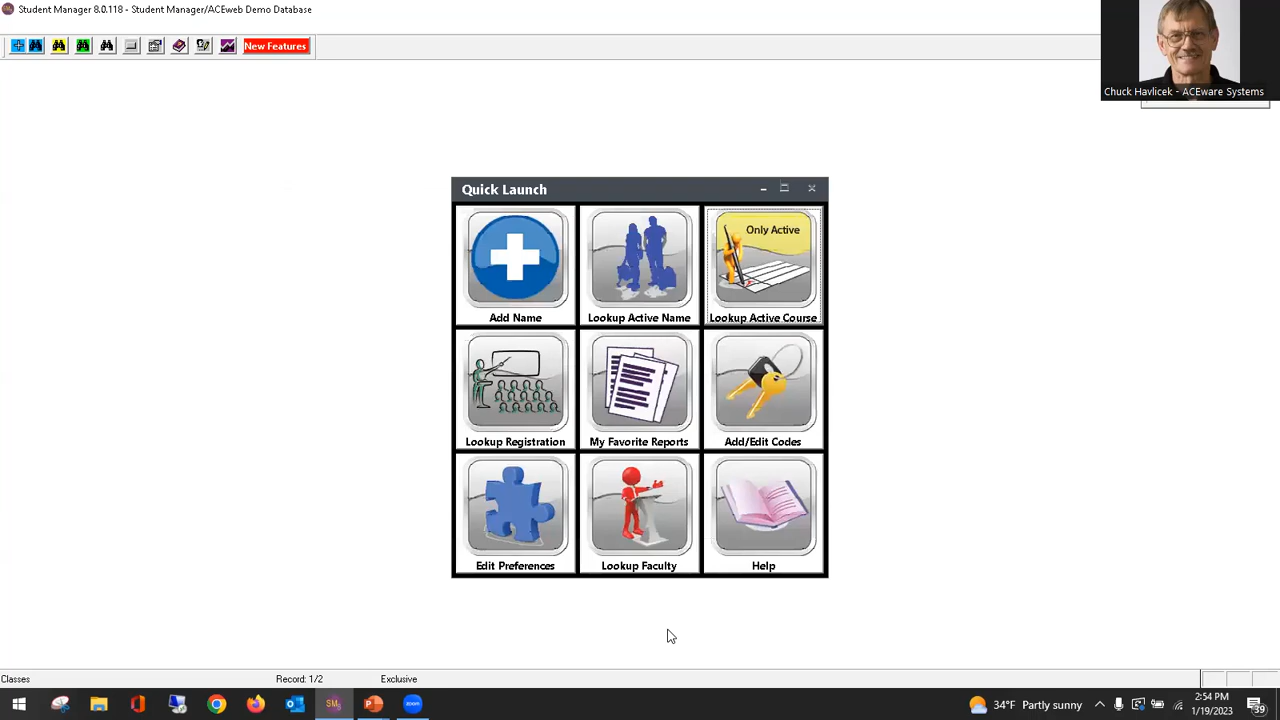 Student Manager 8.0.118 - Student Manager/ACEweb Demo Database
New Features
Chuck Havlicek - ACEware Systems
Quick Launch
Only Active
Add Name
Lookup Active Name
Lookup Active Course
Lookup Registration
My Favorite Reports
Add/Edit Codes
Edit Preferences
Lookup Faculty
Help
Classes
Record: 1/2
Exclusive
SM8
zoom
34°F Partly sunny
2:54 PM
1/19/2023
39